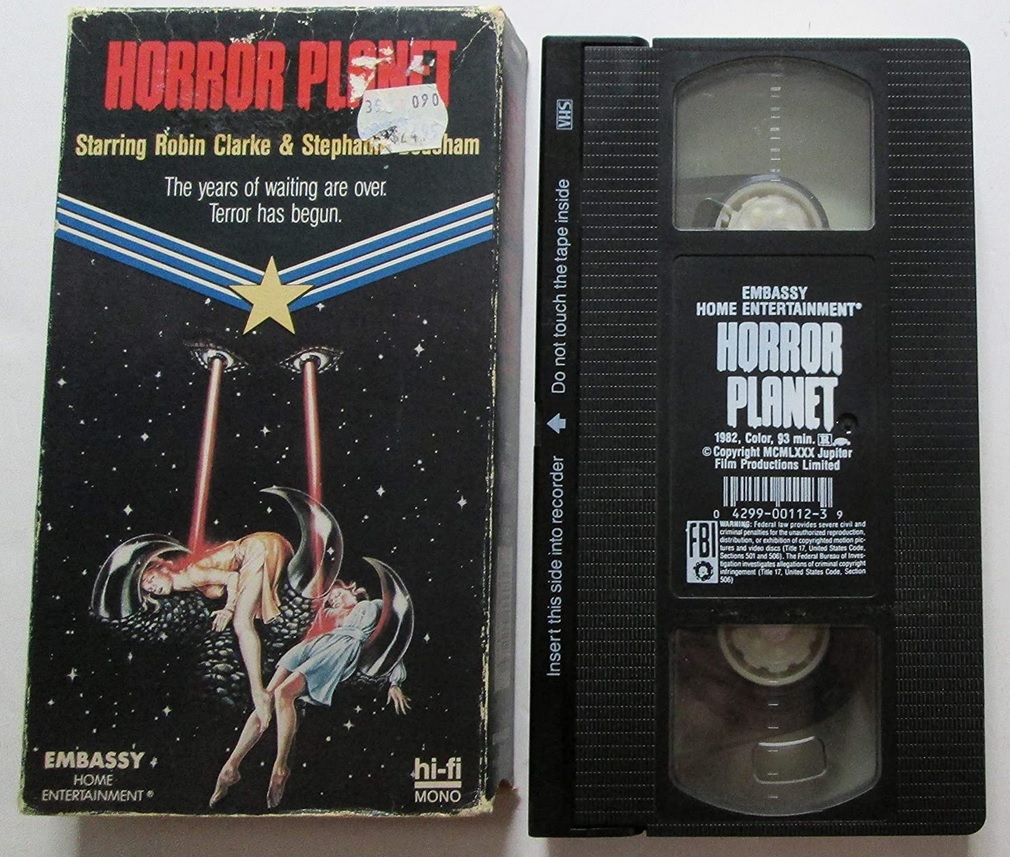 HORROR PLANET
35 090
Starring Robin Clarke & Stephanie Beacham
The years of waiting are over.
Terror has begun.
EMBASSY
HOME
ENTERTAINMENT®
hi-fi
MONO
VHS
Do not touch the tape inside
Insert this side into recorder
EMBASSY
HOME ENTERTAINMENT®
HORROR
PLANET
1982, Color, 93 min. R
© Copyright MCMLXXX Jupiter
Film Productions Limited
0 4299-00112-3 9
FBI
WARNING: Federal law provides severe civil and
criminal penalties for the unauthorized reproduction,
distribution, or exhibition of copyrighted motion pic-
tures and video discs (Title 17, United States Code,
Sections 501 and 506). The Federal Bureau of Inves-
tigation investigates allegations of criminal copyright
infringement (Title 17, United States Code, Section
506)